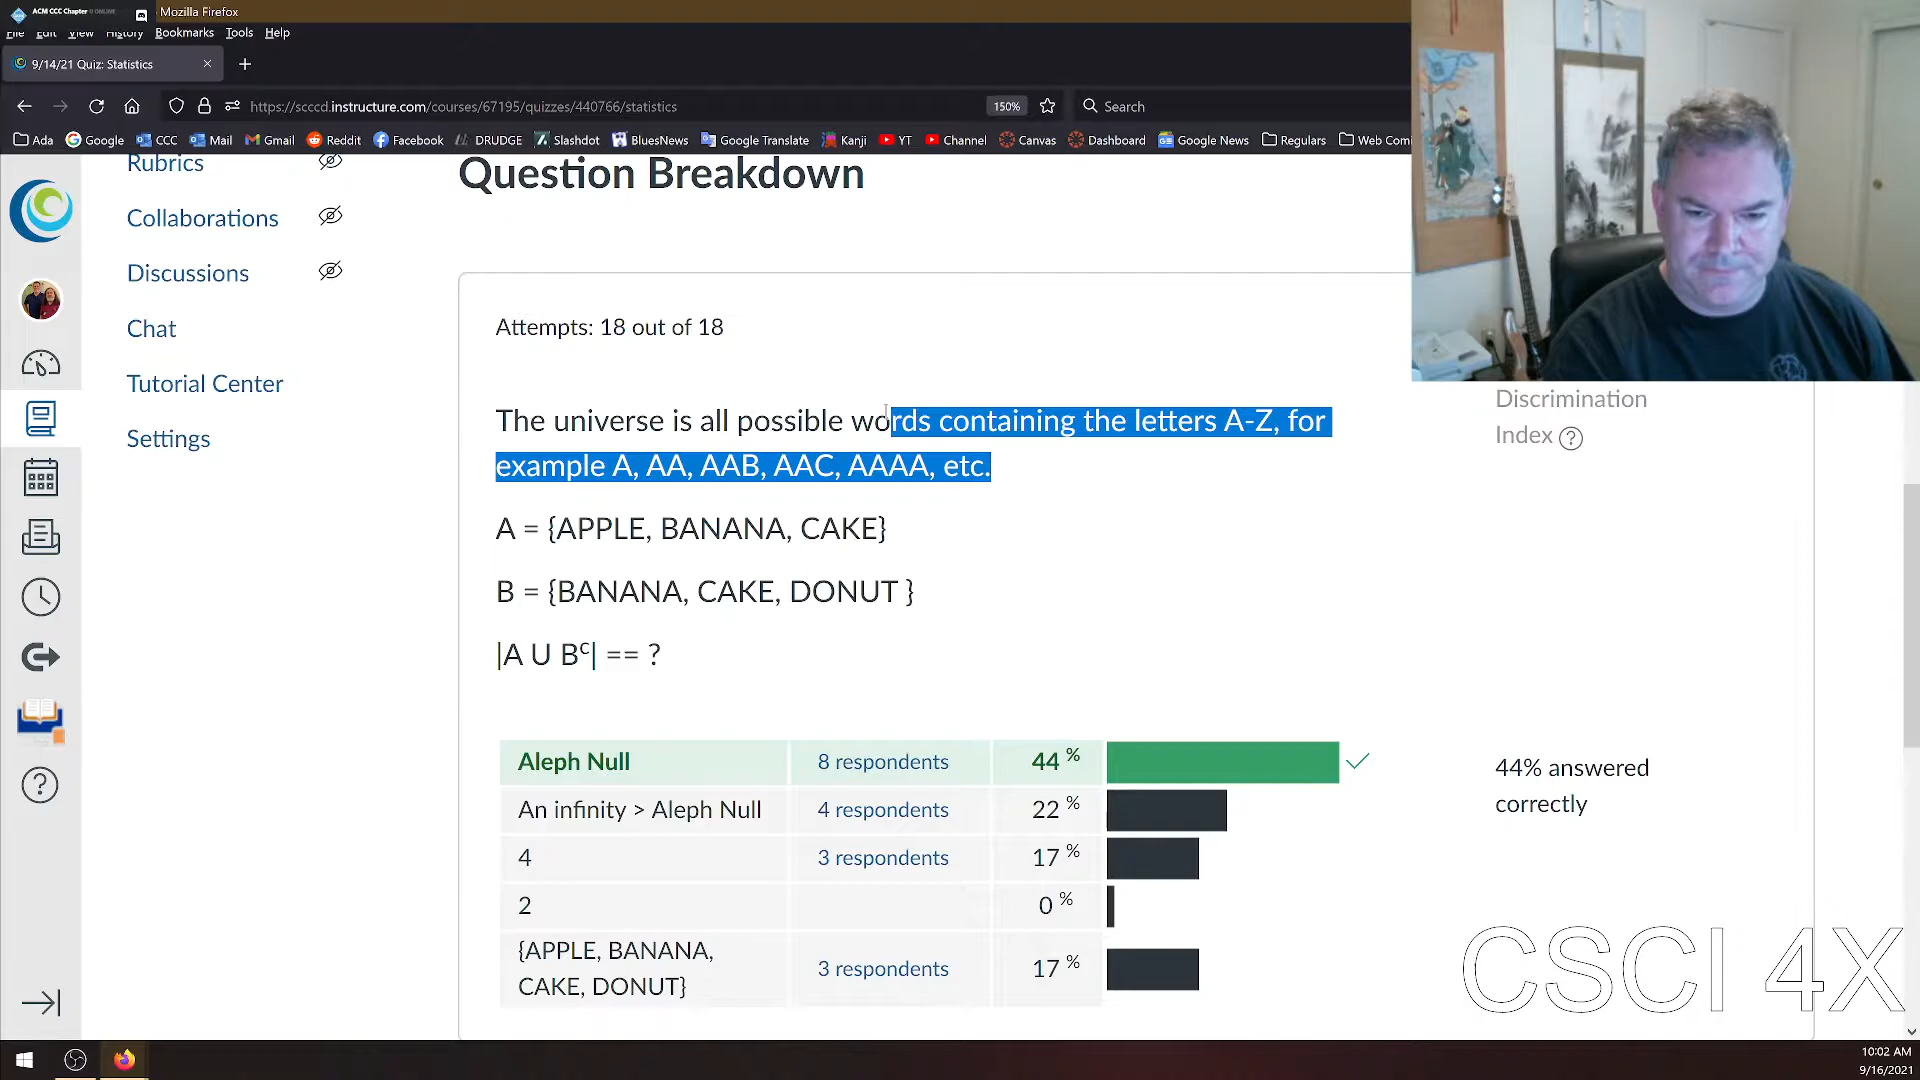 ACM CCC Chapter
Mozilla Firefox
File Edit View History Bookmarks Tools Help
9/14/21 Quiz: Statistics
https://scccd.instructure.com/courses/67195/quizzes/440766/statistics
150%
Search
Ada Google CCC Mail Gmail Reddit Facebook DRUDGE Slashdot BluesNews Google Translate Kanji YT Channel Canvas Dashboard Google News Regulars Web Comi
Rubrics
Collaborations
Discussions
Chat
Tutorial Center
Settings
Question Breakdown
Attempts: 18 out of 18
The universe is all possible words containing the letters A-Z, for
example A, AA, AAB, AAC, AAAA, etc.
A = {APPLE, BANANA, CAKE}
B = {BANANA, CAKE, DONUT }
|A U Bᶜ| == ?
Discrimination
Index ?
Aleph Null 8 respondents 44 %
An infinity > Aleph Null 4 respondents 22 %
4 3 respondents 17 %
2 0 %
{APPLE, BANANA,
CAKE, DONUT} 3 respondents 17 %
44% answered
correctly
CSCI 4X
10:02 AM
9/16/2021